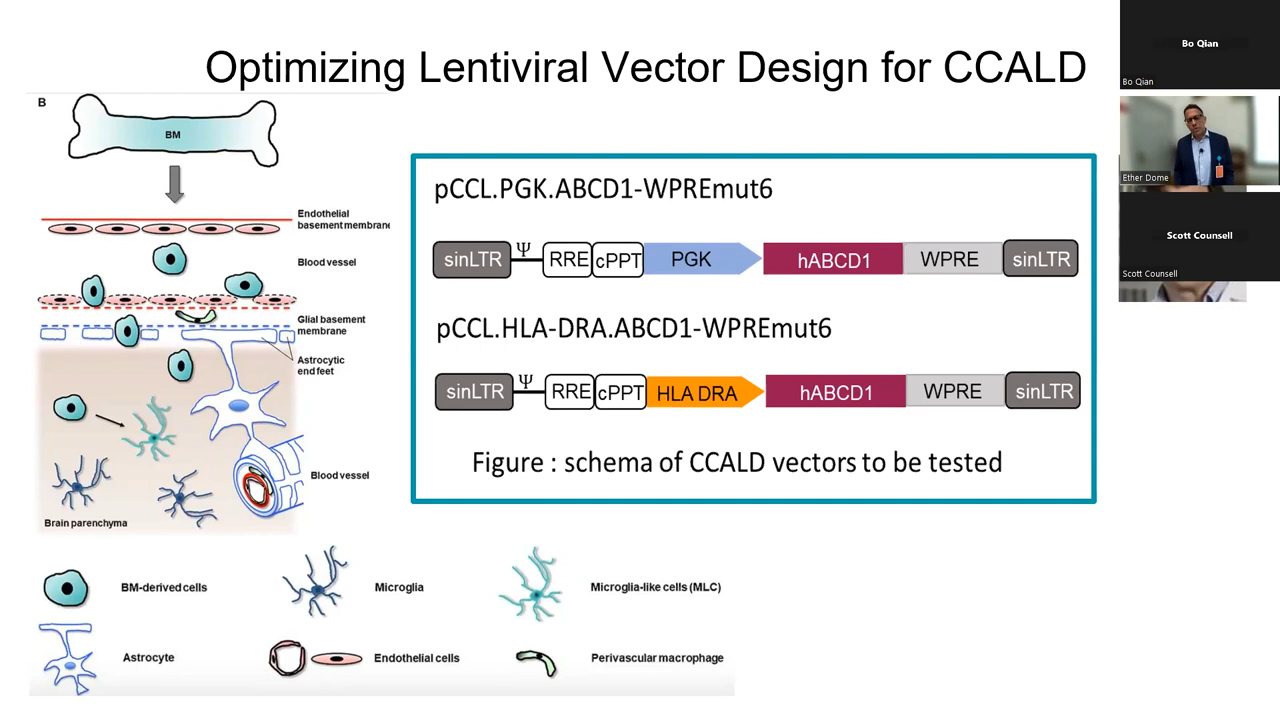 Optimizing Lentiviral Vector Design for CCALD
B
BM
Endothelial
basement membrane
Blood vessel
Glial basement
membrane
Astrocytic
end feet
Blood vessel
Brain parenchyma
BM-derived cells
Microglia
Microglia-like cells (MLC)
Astrocyte
Endothelial cells
Perivascular macrophage
pCCL.PGK.ABCD1-WPREmut6
sinLTR Ψ RRE cPPT PGK hABCD1 WPRE sinLTR
pCCL.HLA-DRA.ABCD1-WPREmut6
sinLTR Ψ RRE cPPT HLA DRA hABCD1 WPRE sinLTR
Figure : schema of CCALD vectors to be tested
Bo Qian
Bo Qian
Ether Dome
Scott Counsell
Scott Counsell